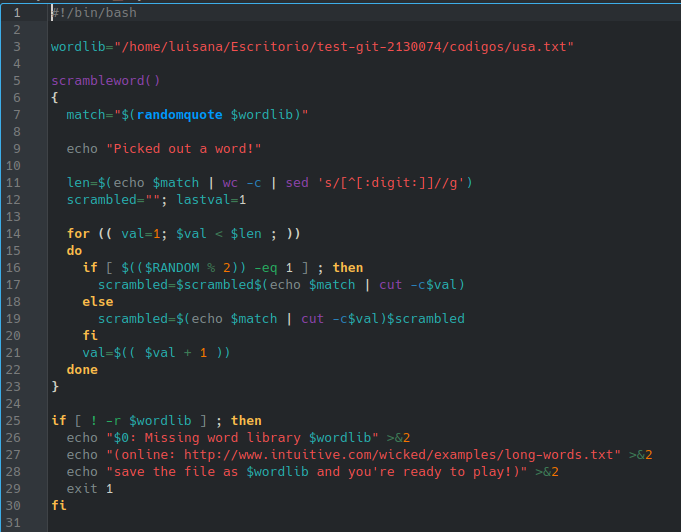 1 #!/bin/bash
2
3 wordlib="/home/luisana/Escritorio/test-git-2130074/codigos/usa.txt"
4
5 scrambleword()
6 {
7   match="$(randomquote $wordlib)"
8
9   echo "Picked out a word!"
10
11   len=$(echo $match | wc -c | sed 's/[^[:digit:]]//g')
12   scrambled=""; lastval=1
13
14   for (( val=1; $val < $len ; ))
15   do
16     if [ $(($RANDOM % 2)) -eq 1 ] ; then
17       scrambled=$scrambled$(echo $match | cut -c$val)
18     else
19       scrambled=$(echo $match | cut -c$val)$scrambled
20     fi
21     val=$(( $val + 1 ))
22   done
23 }
24
25 if [ ! -r $wordlib ] ; then
26   echo "$0: Missing word library $wordlib" >&2
27   echo "(online: http://www.intuitive.com/wicked/examples/long-words.txt" >&2
28   echo "save the file as $wordlib and you're ready to play!)" >&2
29   exit 1
30 fi
31